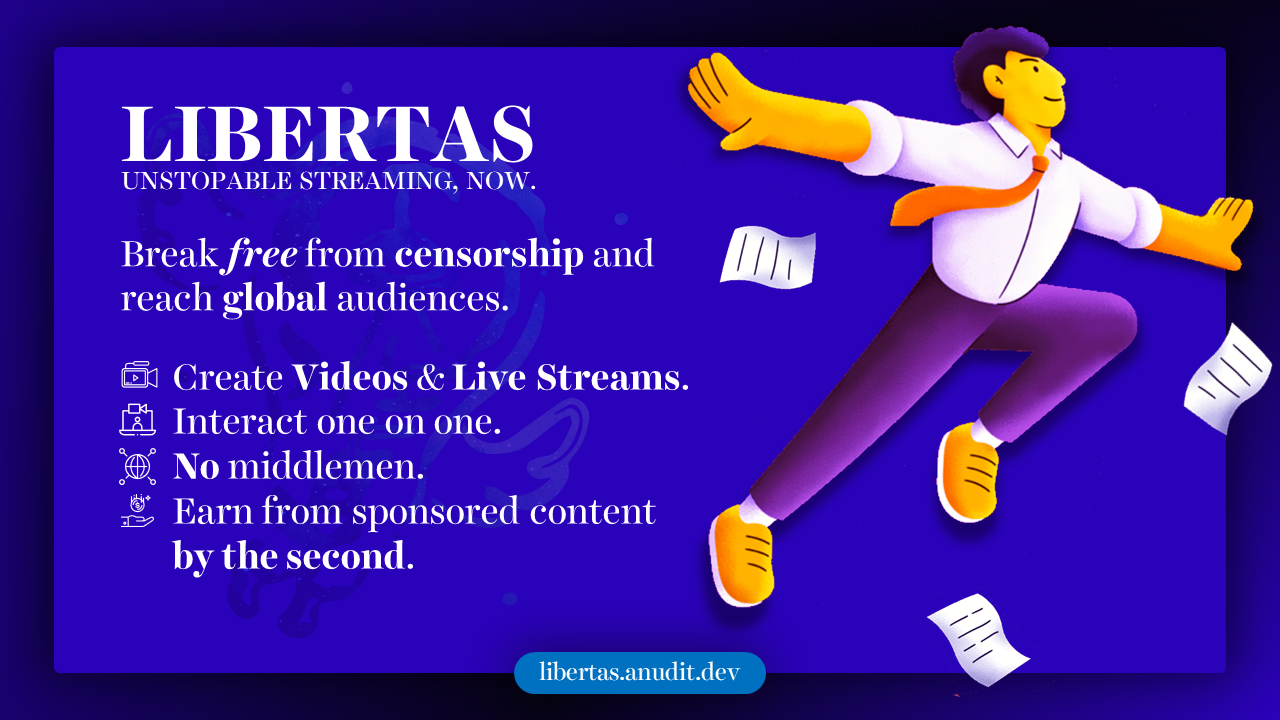 LIBERTAS
UNSTOPABLE STREAMING, NOW.
Break free from censorship and
reach global audiences.
Create Videos & Live Streams.
Interact one on one.
No middlemen.
Earn from sponsored content
by the second.
libertas.anudit.dev